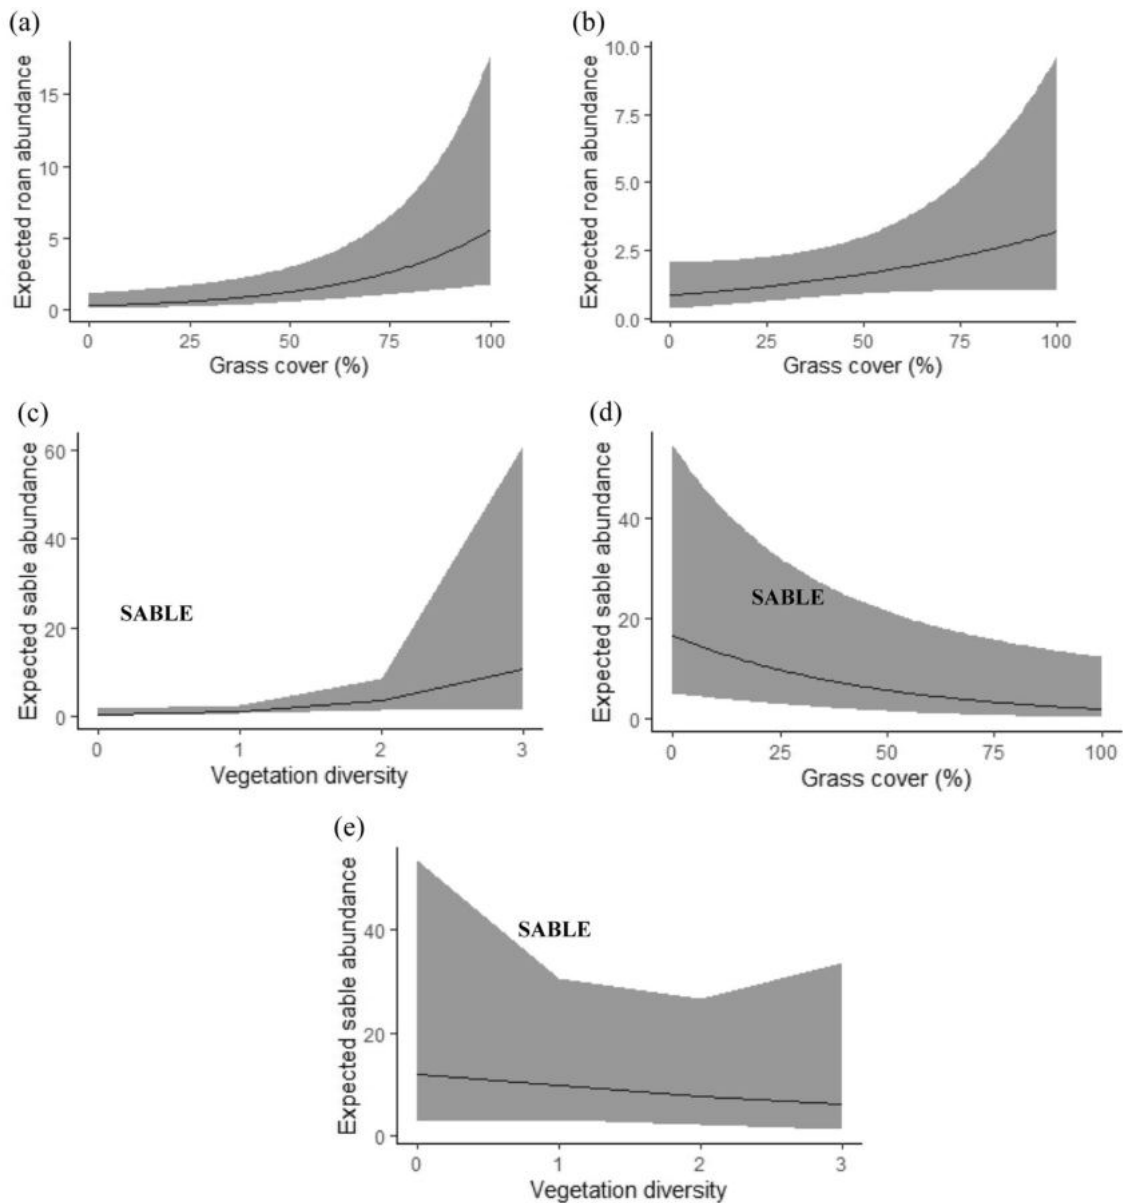 (a)
Expected roan abundance
15
10
5
0
0 25 50 75 100
Grass cover (%)
(b)
Expected roan abundance
10.0
7.5
5.0
2.5
0.0
0 25 50 75 100
Grass cover (%)
(c)
Expected sable abundance
60
40
20
0
SABLE
0 1 2 3
Vegetation diversity
(d)
Expected sable abundance
40
20
0
SABLE
0 25 50 75 100
Grass cover (%)
(e)
Expected sable abundance
40
20
0
SABLE
0 1 2 3
Vegetation diversity